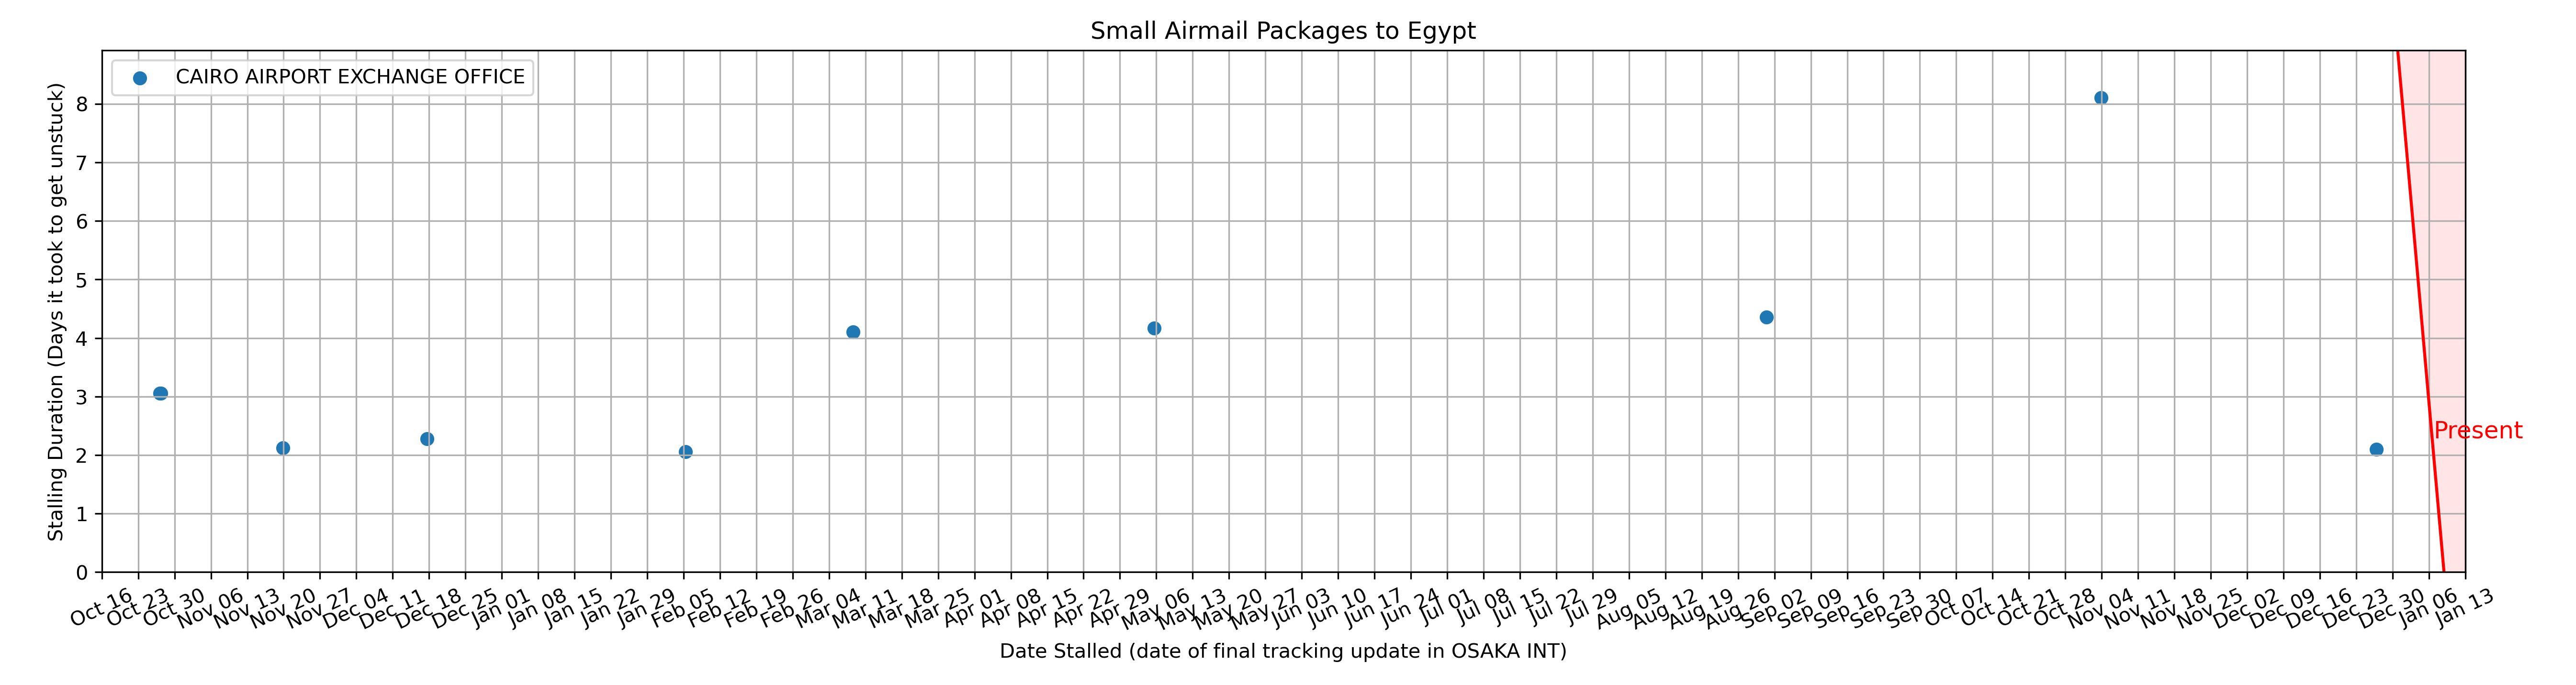 Small Airmail Packages to Egypt
CAIRO AIRPORT EXCHANGE OFFICE
Stalling Duration (Days it took to get unstuck)
8
7
6
5
4
3
2
1
0
Present
Oct 16
Oct 23
Oct 30
Nov 06
Nov 13
Nov 20
Nov 27
Dec 04
Dec 11
Dec 18
Dec 25
Jan 01
Jan 08
Jan 15
Jan 22
Jan 29
Feb 05
Feb 12
Feb 19
Feb 26
Mar 04
Mar 11
Mar 18
Mar 25
Apr 01
Apr 08
Apr 15
Apr 22
Apr 29
May 06
May 13
May 20
May 27
Jun 03
Jun 10
Jun 17
Jun 24
Jul 01
Jul 08
Jul 15
Jul 22
Jul 29
Aug 05
Aug 12
Aug 19
Aug 26
Sep 02
Sep 09
Sep 16
Sep 23
Sep 30
Oct 07
Oct 14
Oct 21
Oct 28
Nov 04
Nov 11
Nov 18
Nov 25
Dec 02
Dec 09
Dec 16
Dec 23
Dec 30
Jan 06
Jan 13
Date Stalled (date of final tracking update in OSAKA INT)